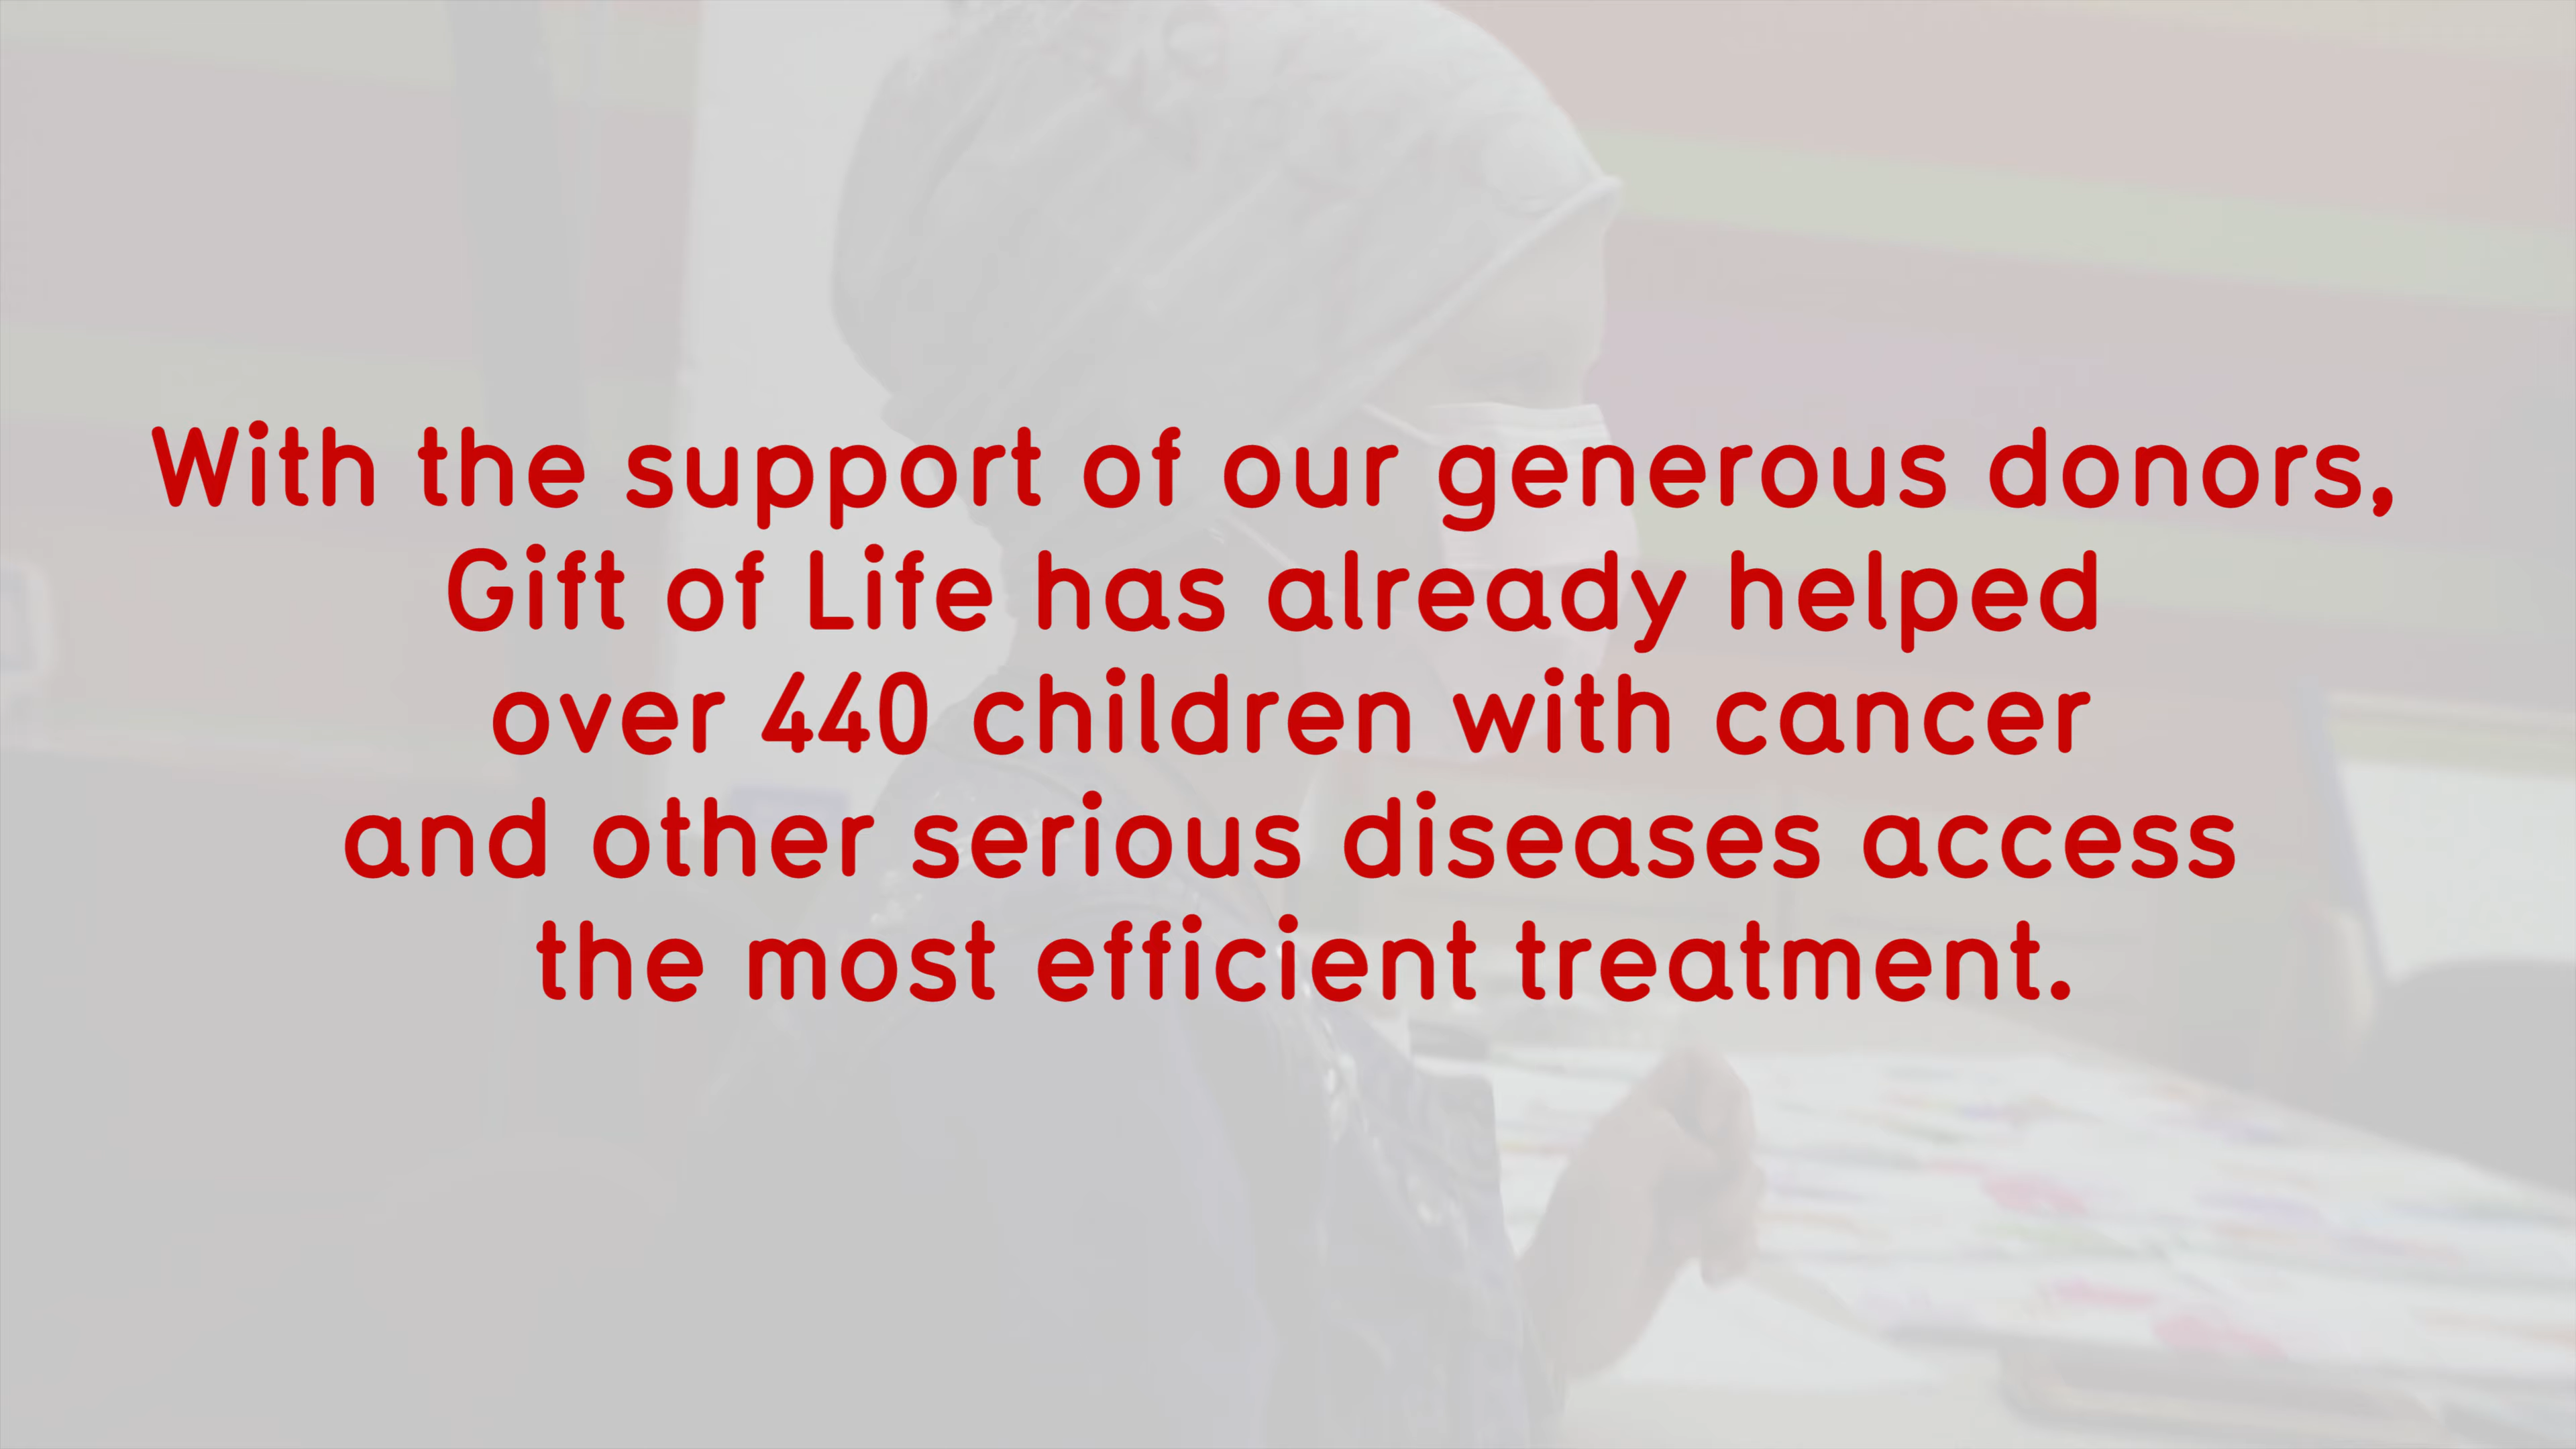 With the support of our generous donors,
Gift of Life has already helped
over 440 children with cancer
and other serious diseases access
the most efficient treatment.